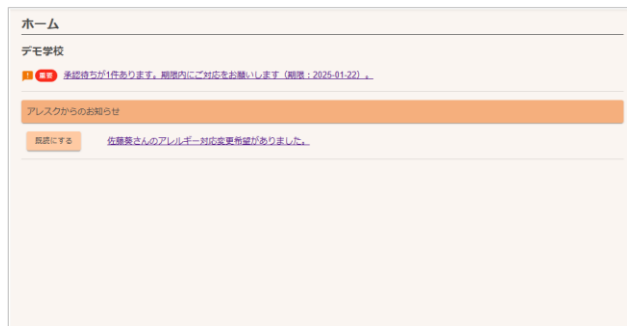 ホーム
デモ学校
重要 承認待ちが1件あります。期限内にご対応をお願いします（期限：2025-01-22）。
アレスクからのお知らせ
既読にする 佐藤葵さんのアレルギー対応変更希望がありました。